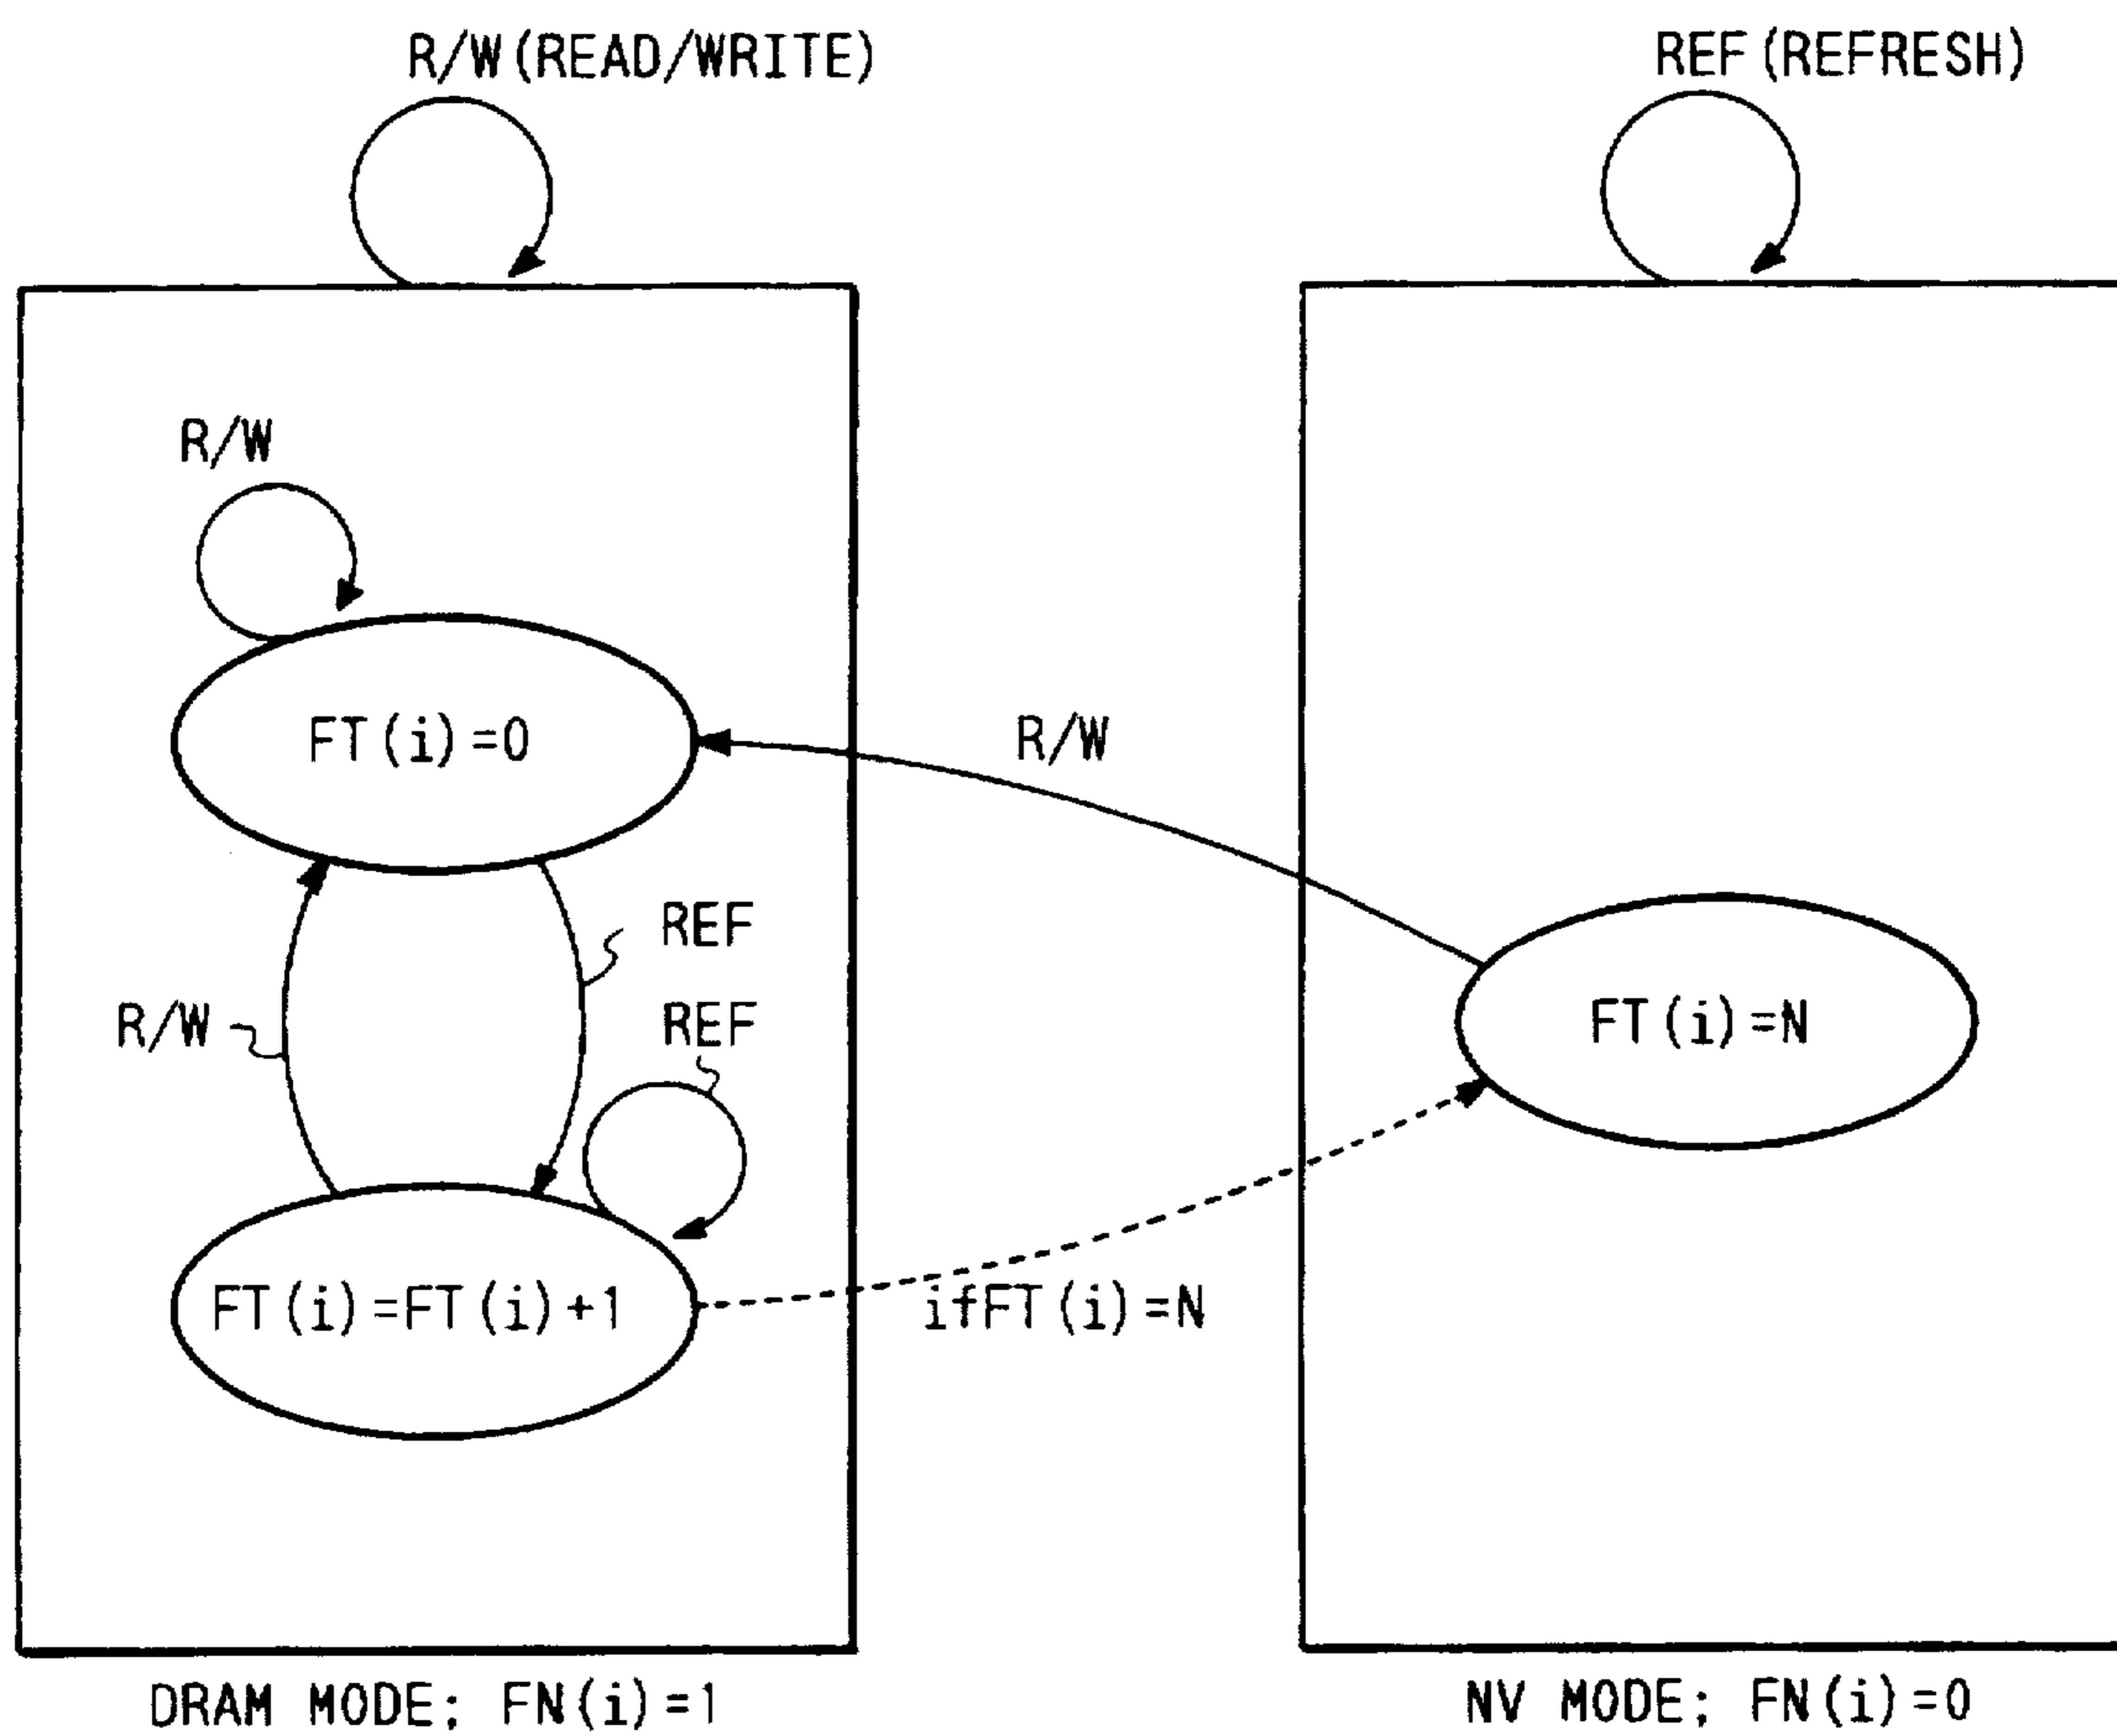 R/W(READ/WRITE)
REF(REFRESH)
R/W
FT(i)=0
R/W
REF
R/W
REF
FT(i)=N
FT(i)=FT(i)+1
ifFT(i)=N
DRAM MODE; FN(i)=1
NV MODE; FN(i)=0